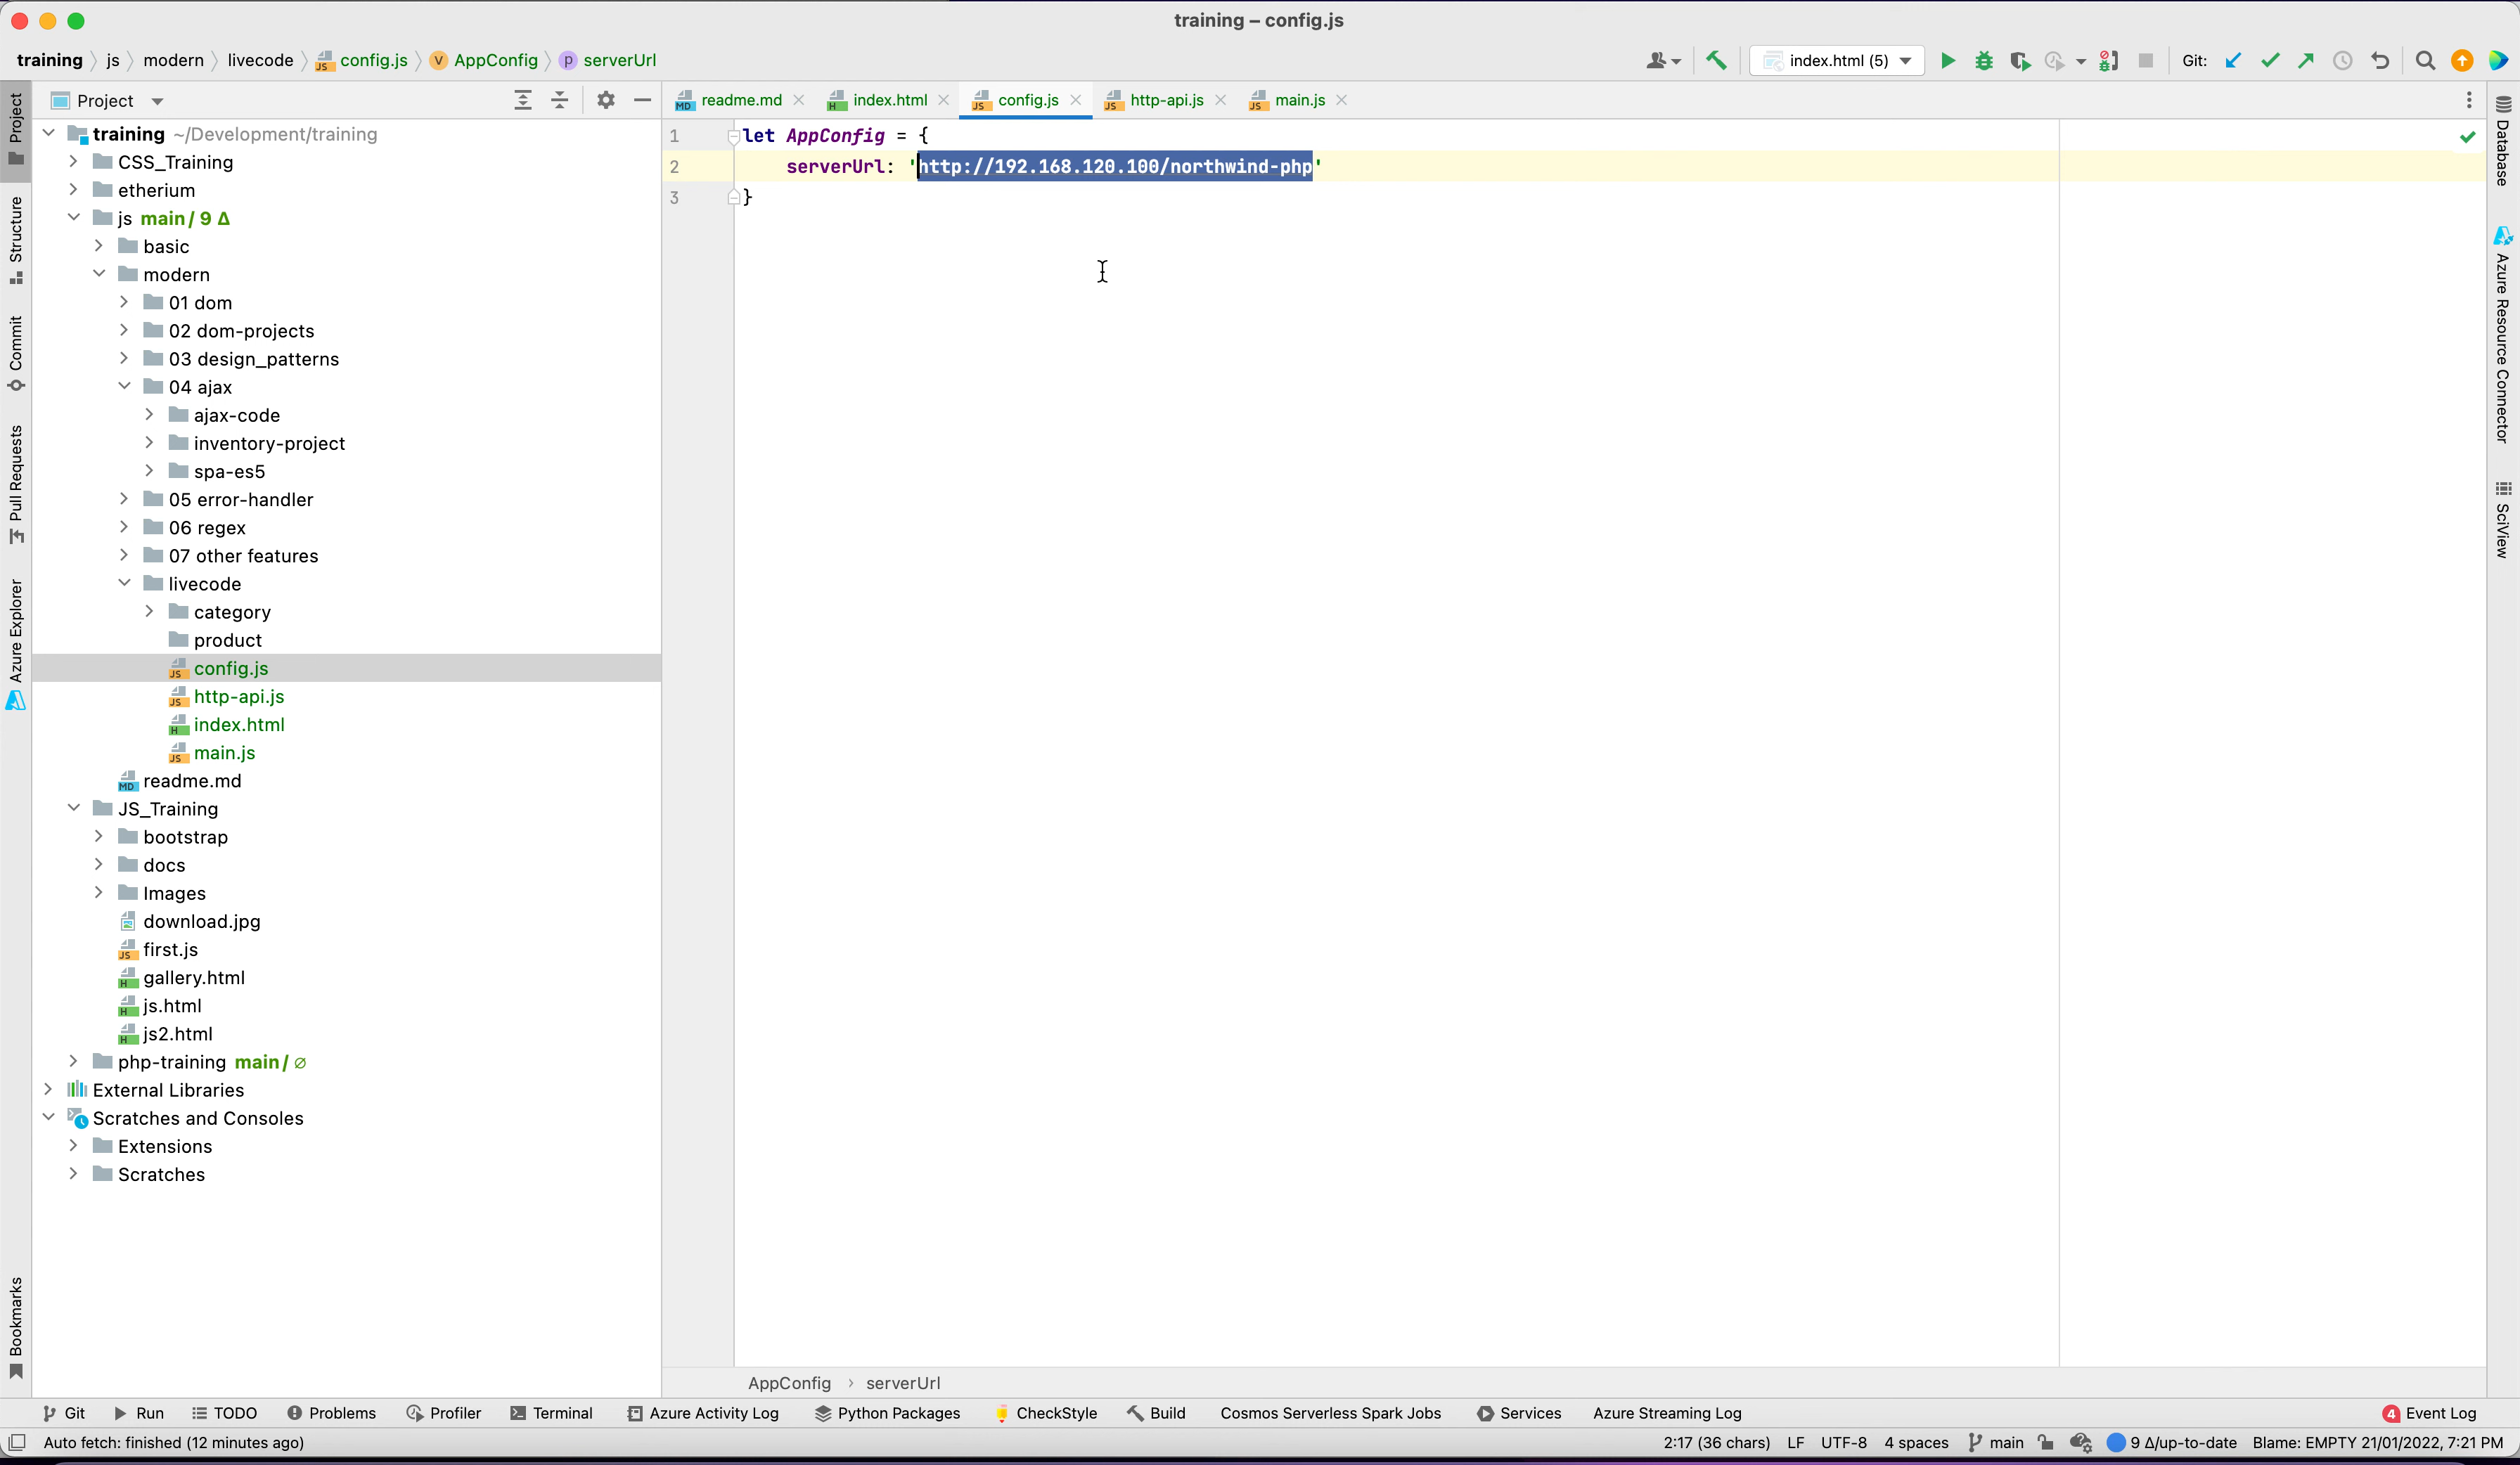 training – config.js
training js modern livecode config.js AppConfig serverUrl
index.html (5)
Git:
Project
readme.md
index.html
config.js
http-api.js
main.js
Project
Structure
Commit
Pull Requests
Azure Explorer
Bookmarks
training ~/Development/training
CSS_Training
etherium
js main / 9 Δ
basic
modern
01 dom
02 dom-projects
03 design_patterns
04 ajax
ajax-code
inventory-project
spa-es5
05 error-handler
06 regex
07 other features
livecode
category
product
config.js
http-api.js
index.html
main.js
readme.md
JS_Training
bootstrap
docs
Images
download.jpg
first.js
gallery.html
js.html
js2.html
php-training main / ∅
External Libraries
Scratches and Consoles
Extensions
Scratches
1 let AppConfig = {
2 serverUrl: 'http://192.168.120.100/northwind-php'
3 }
Database
Azure Resource Connector
SciView
AppConfig › serverUrl
Git Run TODO Problems Profiler Terminal Azure Activity Log Python Packages CheckStyle Build Cosmos Serverless Spark Jobs Services Azure Streaming Log 4 Event Log
Auto fetch: finished (12 minutes ago) 2:17 (36 chars) LF UTF-8 4 spaces main 9 Δ/up-to-date Blame: EMPTY 21/01/2022, 7:21 PM